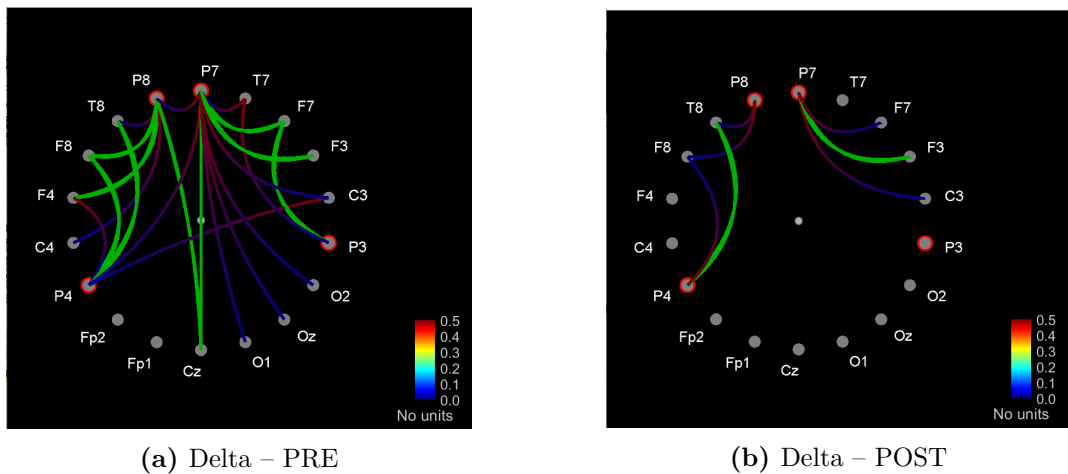 P8 P7 T7
T8 F7
F8 F3
F4 C3
C4 P3
P4 O2
Fp2 Oz
Fp1 Cz O1
0.5
0.4
0.3
0.2
0.1
0.0
No units
(a) Delta – PRE
P8 P7 T7
T8 F7
F8 F3
F4 C3
C4 P3
P4 O2
Fp2 Oz
Fp1 Cz O1
0.5
0.4
0.3
0.2
0.1
0.0
No units
(b) Delta – POST